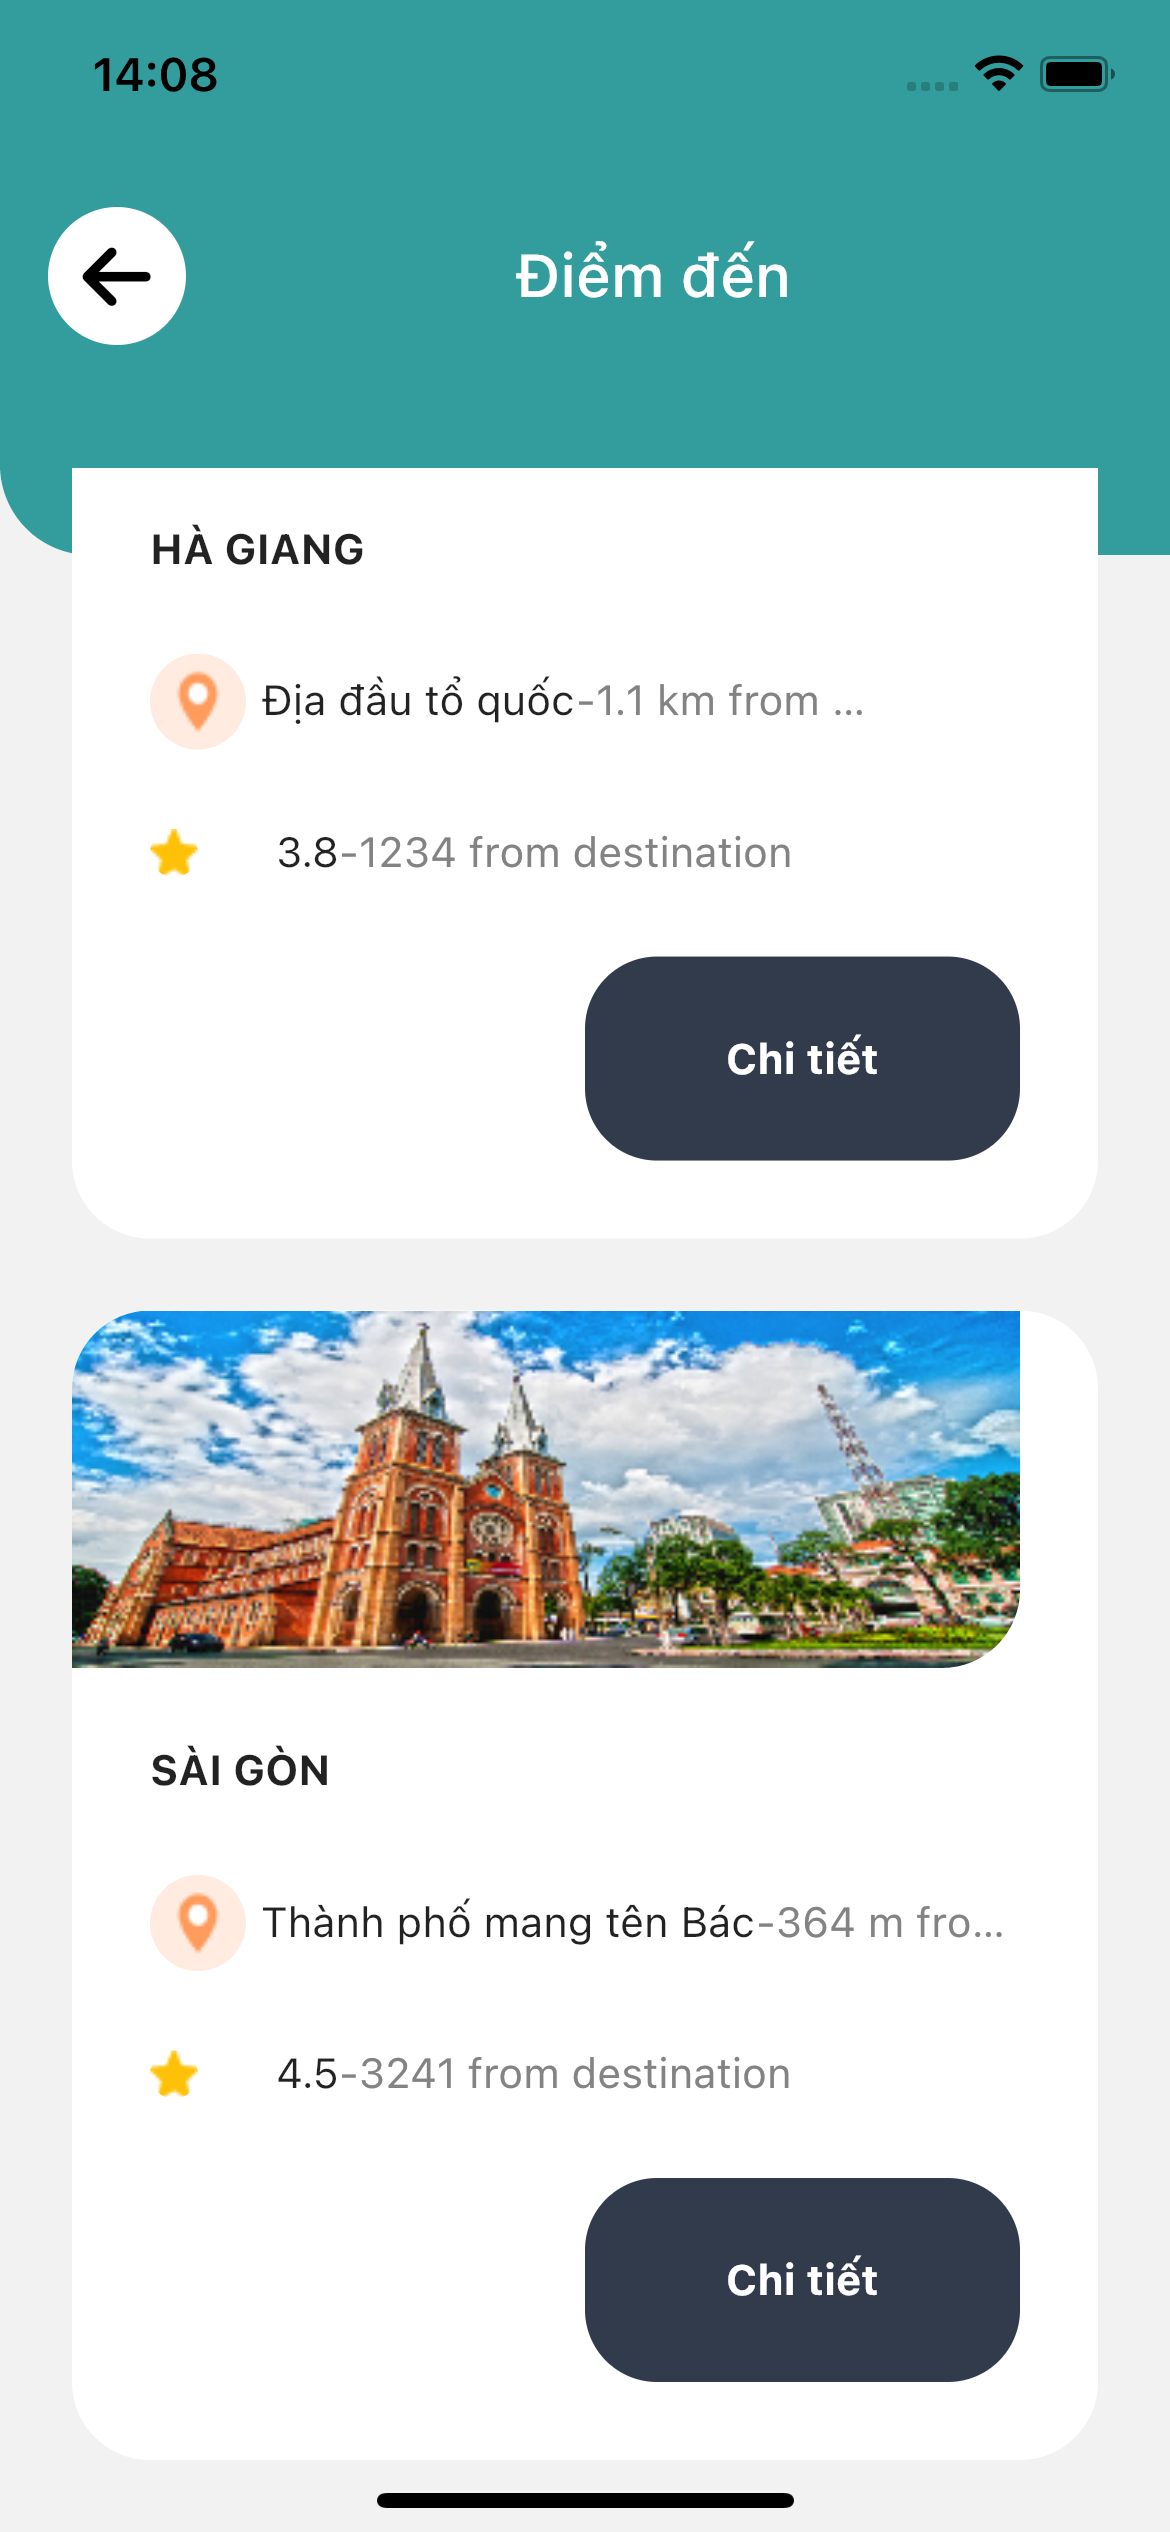 14:08
Điểm đến
HÀ GIANG
Địa đầu tổ quốc-1.1 km from ...
3.8-1234 from destination
Chi tiết
SÀI GÒN
Thành phố mang tên Bác-364 m fro...
4.5-3241 from destination
Chi tiết